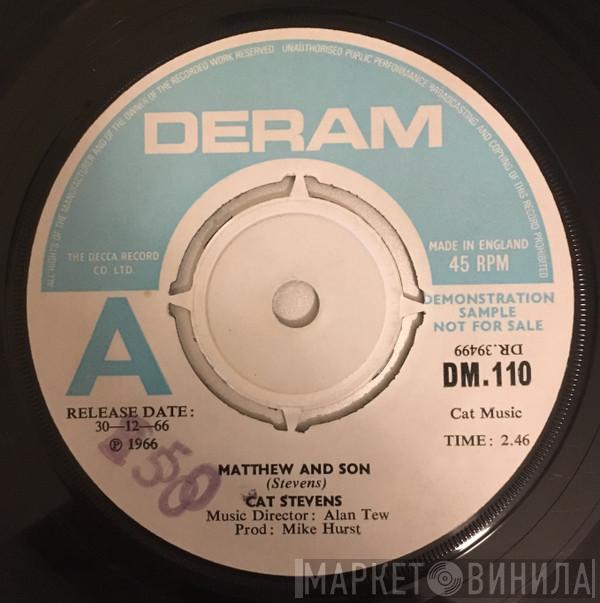 ALL RIGHTS OF THE MANUFACTURER AND OF THE OWNER OF THE RECORDED WORK RESERVED UNAUTHORISED PUBLIC PERFORMANCE BROADCASTING AND COPYING OF THIS RECORD PROHIBITED
DERAM
THE DECCA RECORD
CO LTD.
MADE IN ENGLAND
45 RPM
DEMONSTRATION
SAMPLE
NOT FOR SALE
A
DR.39499
DM.110
RELEASE DATE:
30—12—66
℗ 1966
Cat Music
TIME: 2.46
MATTHEW AND SON
(Stevens)
CAT STEVENS
Music Director: Alan Tew
Prod: Mike Hurst
МАРКЕТ ВИНИЛА